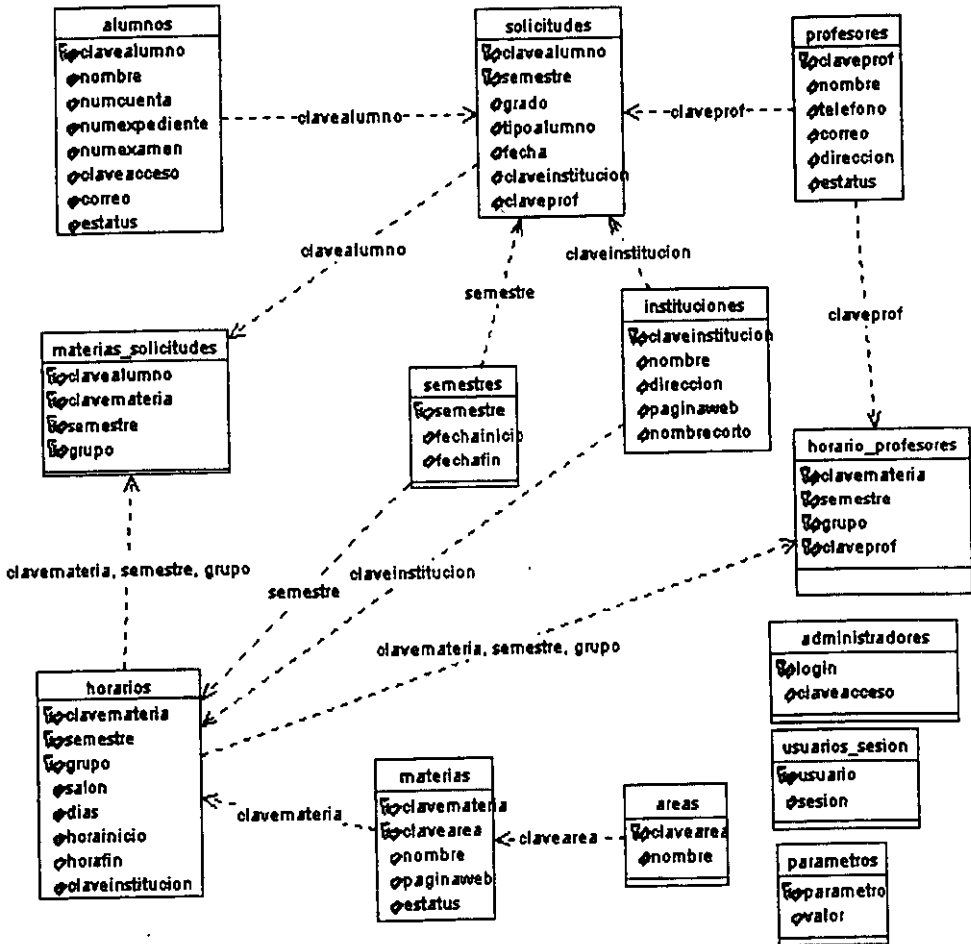 alumnos
clavealumno
nombre
numcuenta
numexpediente
numexamen
claveacceso
correo
estatus
solicitudes
clavealumno
semestre
grado
tipoalumno
fecha
claveinstitucion
claveprof
profesores
claveprof
nombre
telefono
correo
direccion
estatus
clavealumno
claveprof
clavealumno
semestre
claveinstitucion
claveprof
materias_solicitudes
clavealumno
clavemateria
semestre
grupo
semestres
semestre
fechainicio
fechafin
instituciones
claveinstitucion
nombre
direccion
paginaweb
nombrecorto
horario_profesores
clavemateria
semestre
grupo
claveprof
clavemateria, semestre, grupo
semestre
claveinstitucion
clavemateria, semestre, grupo
horarios
clavemateria
semestre
grupo
salon
dias
horainicio
horafin
claveinstitucion
clavemateria
materias
clavemateria
clavearea
nombre
paginaweb
estatus
clavearea
areas
clavearea
nombre
administradores
login
claveacceso
usuarios_sesion
usuario
sesion
parametros
parametro
valor